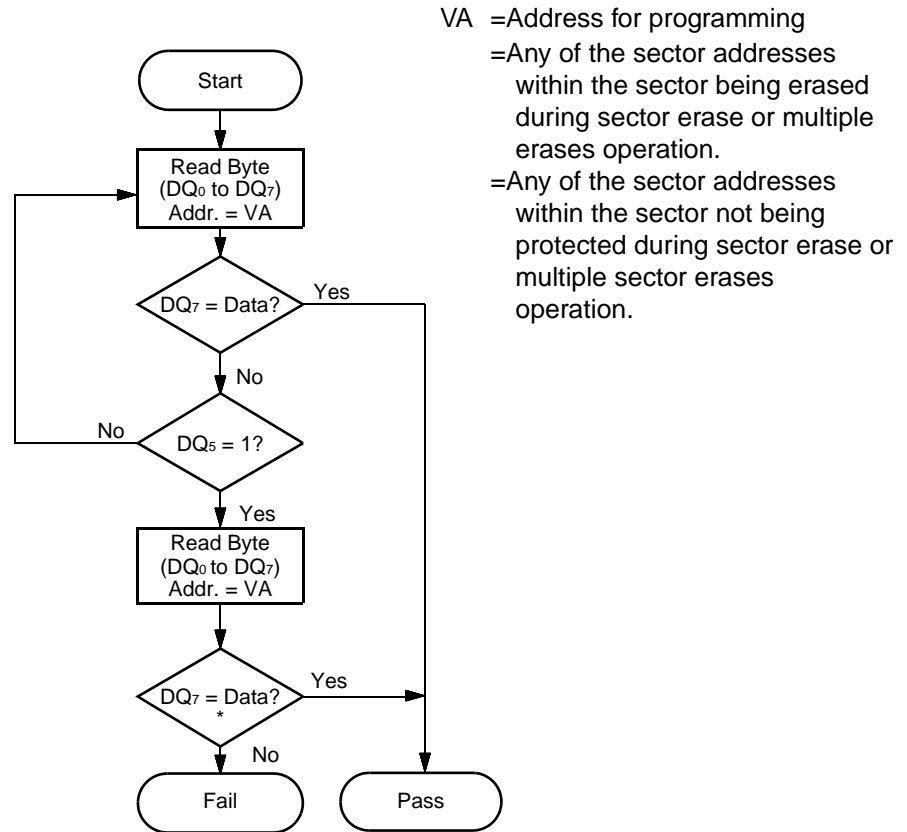 VA =Address for programming
=Any of the sector addresses
within the sector being erased
during sector erase or multiple
erases operation.
=Any of the sector addresses
within the sector not being
protected during sector erase or
multiple sector erases
operation.
Start
Read Byte
(DQ0 to DQ7)
Addr. = VA
DQ7 = Data?
Yes
No
DQ5 = 1?
No
Yes
Read Byte
(DQ0 to DQ7)
Addr. = VA
DQ7 = Data?
*
Yes
No
Fail
Pass